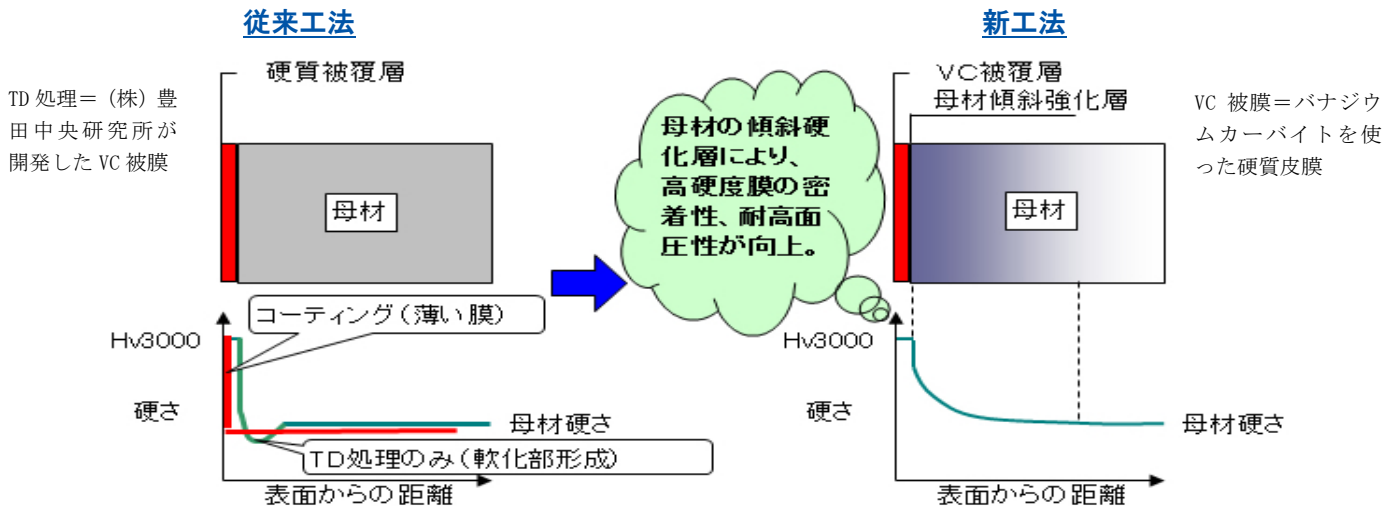 従来工法
新工法
TD 処理＝（株）豊
田中央研究所が
開発した VC 被膜
硬質被覆層
母材
母材の傾斜硬
化層により、
高硬度膜の密
着性、耐高面
圧性が向上。
VC被覆層
母材傾斜強化層
母材
VC 被膜＝バナジウ
ムカーバイトを使
った硬質皮膜
コーティング（薄い膜）
Hv3000
硬さ
母材硬さ
TD処理のみ（軟化部形成）
表面からの距離
Hv3000
硬さ
母材硬さ
表面からの距離